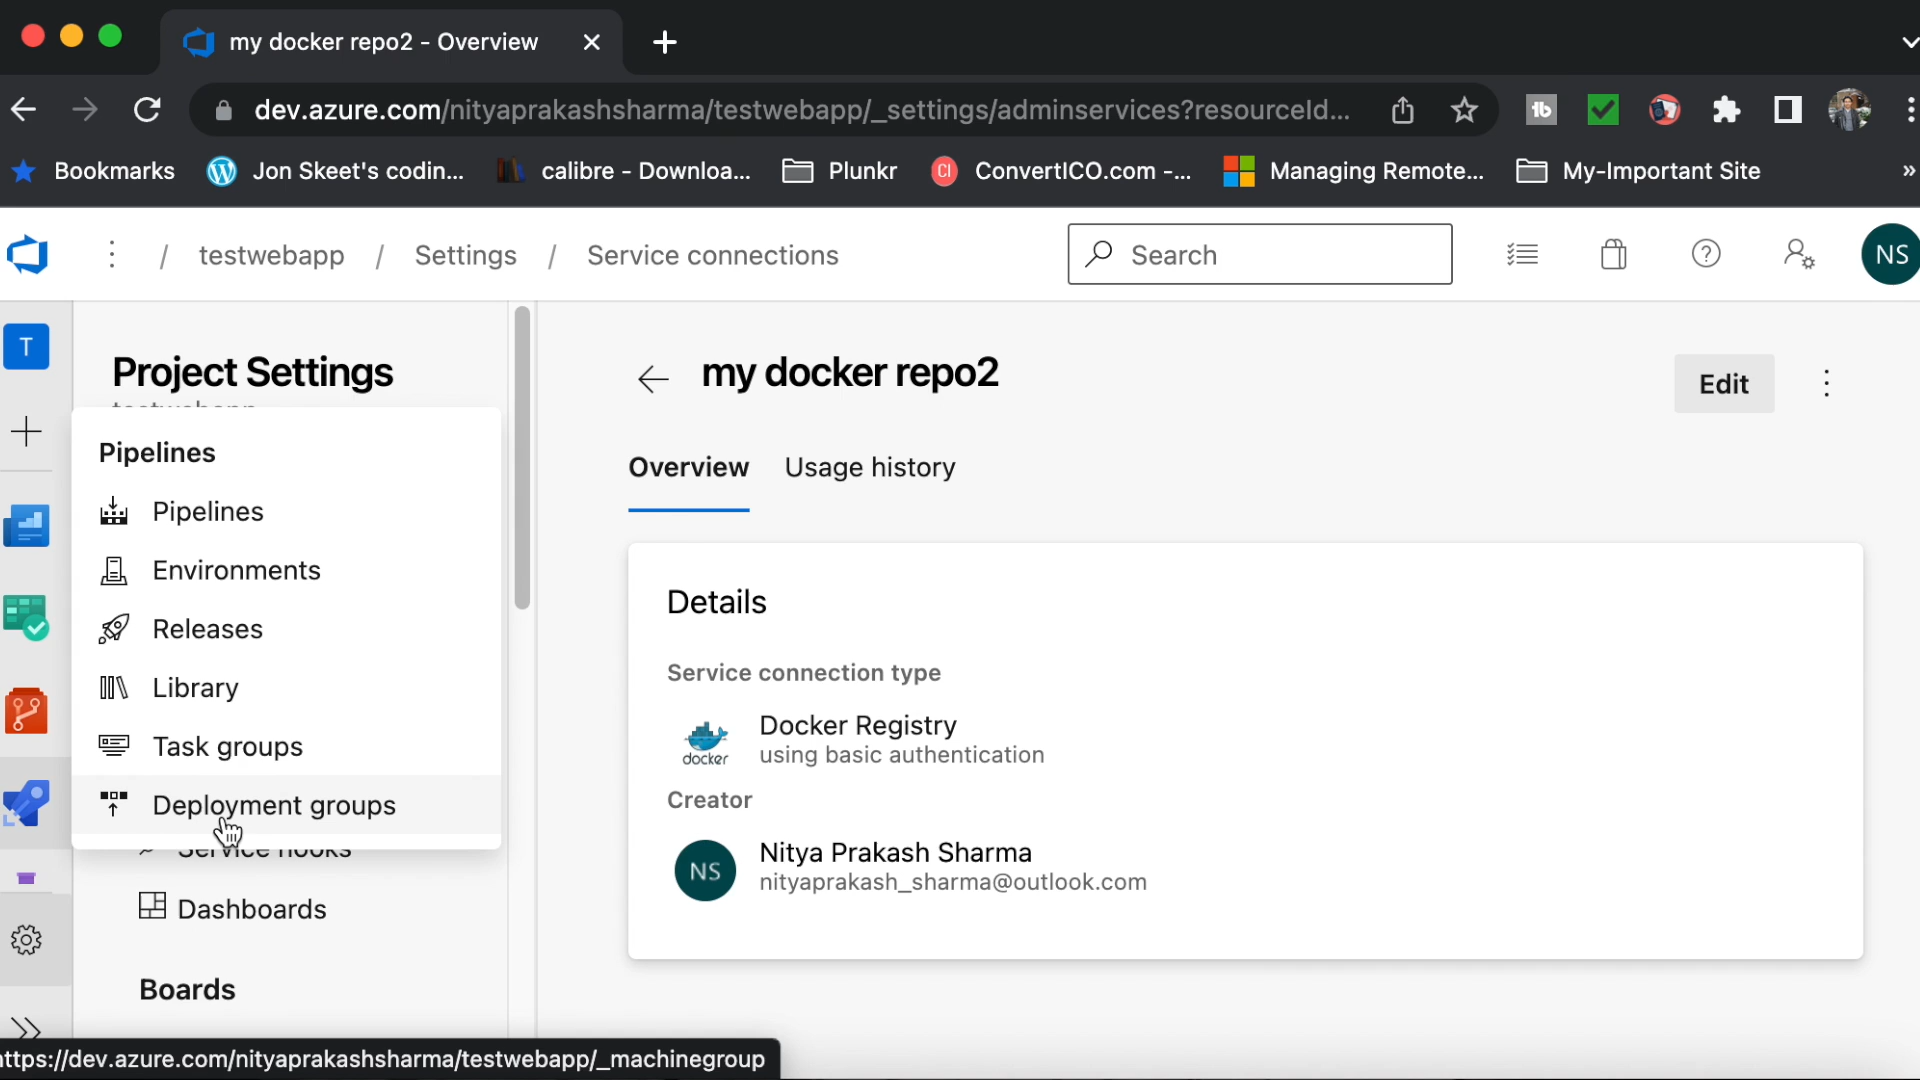 my docker repo2 - Overview
dev.azure.com/nityaprakashsharma/testwebapp/_settings/adminservices?resourceId...
Bookmarks
Jon Skeet's codin...
calibre - Downloa...
Plunkr
CI
ConvertICO.com -...
Managing Remote...
My-Important Site
»
/ testwebapp / Settings / Service connections
Search
NS
T
Project Settings
testwebapp
Pipelines
Pipelines
Environments
Releases
Library
Task groups
Deployment groups
Service hooks
Dashboards
Boards
my docker repo2
Edit
Overview
Usage history
Details
Service connection type
docker
Docker Registry
using basic authentication
Creator
NS
Nitya Prakash Sharma
nityaprakash_sharma@outlook.com
ttps://dev.azure.com/nityaprakashsharma/testwebapp/_machinegroup